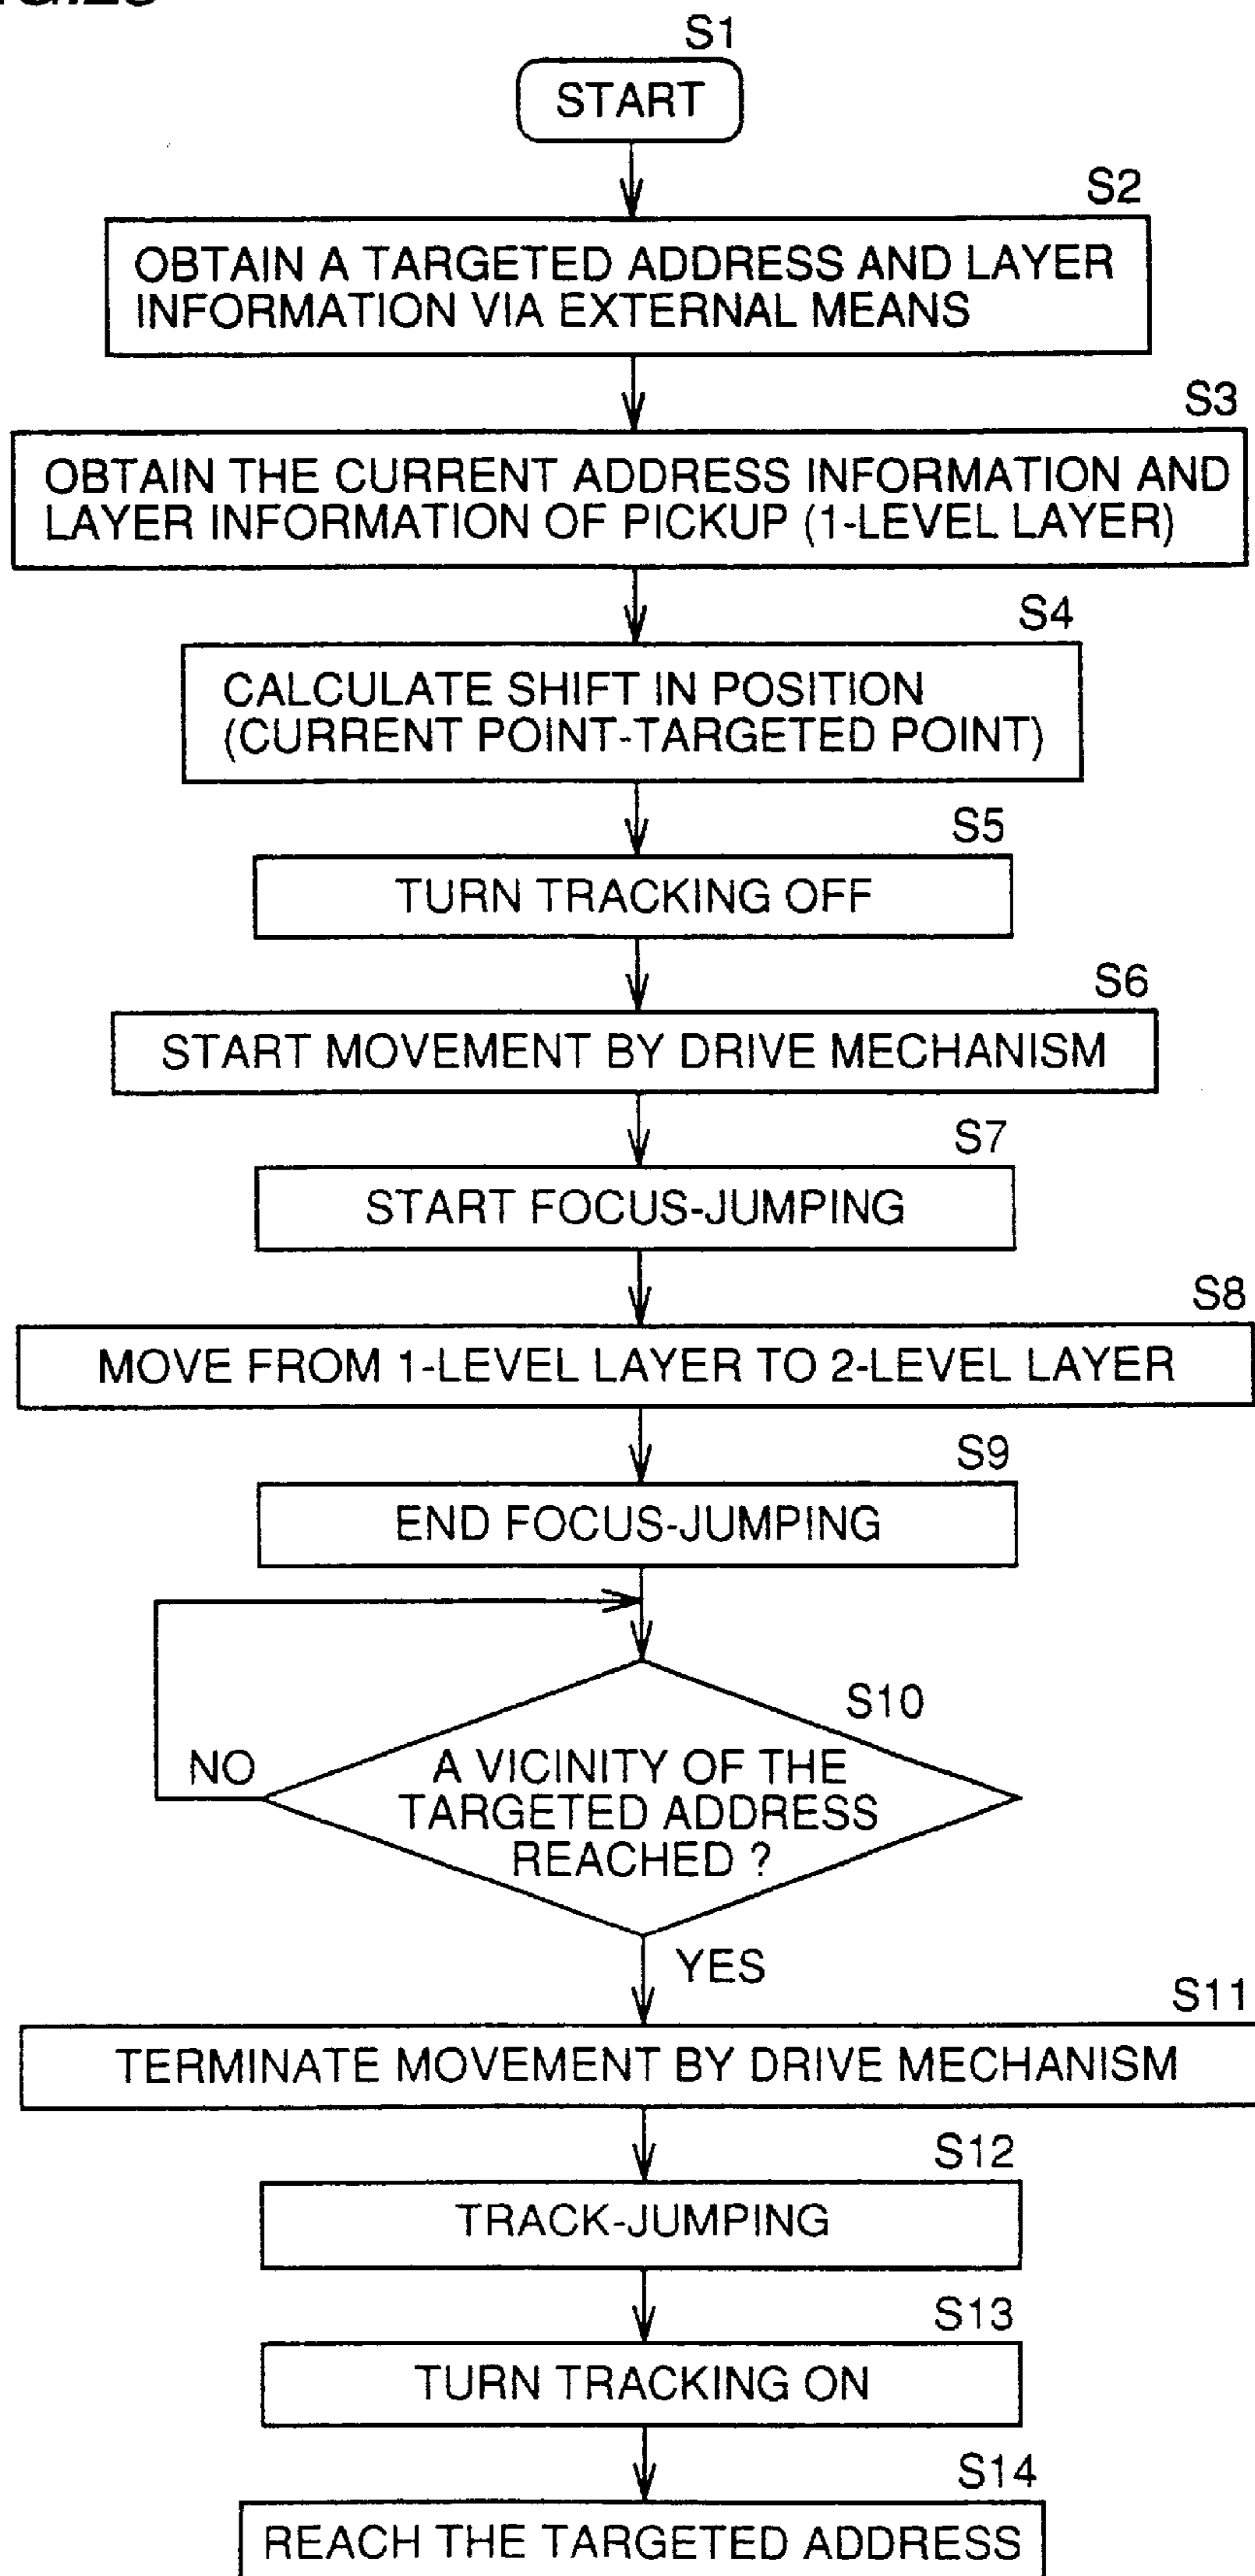 S1
START
S2
OBTAIN A TARGETED ADDRESS AND LAYER
INFORMATION VIA EXTERNAL MEANS
S3
OBTAIN THE CURRENT ADDRESS INFORMATION AND
LAYER INFORMATION OF PICKUP (1-LEVEL LAYER)
S4
CALCULATE SHIFT IN POSITION
(CURRENT POINT-TARGETED POINT)
S5
TURN TRACKING OFF
S6
START MOVEMENT BY DRIVE MECHANISM
S7
START FOCUS-JUMPING
S8
MOVE FROM 1-LEVEL LAYER TO 2-LEVEL LAYER
S9
END FOCUS-JUMPING
S10
NO
A VICINITY OF THE
TARGETED ADDRESS
REACHED ?
YES
S11
TERMINATE MOVEMENT BY DRIVE MECHANISM
S12
TRACK-JUMPING
S13
TURN TRACKING ON
S14
REACH THE TARGETED ADDRESS